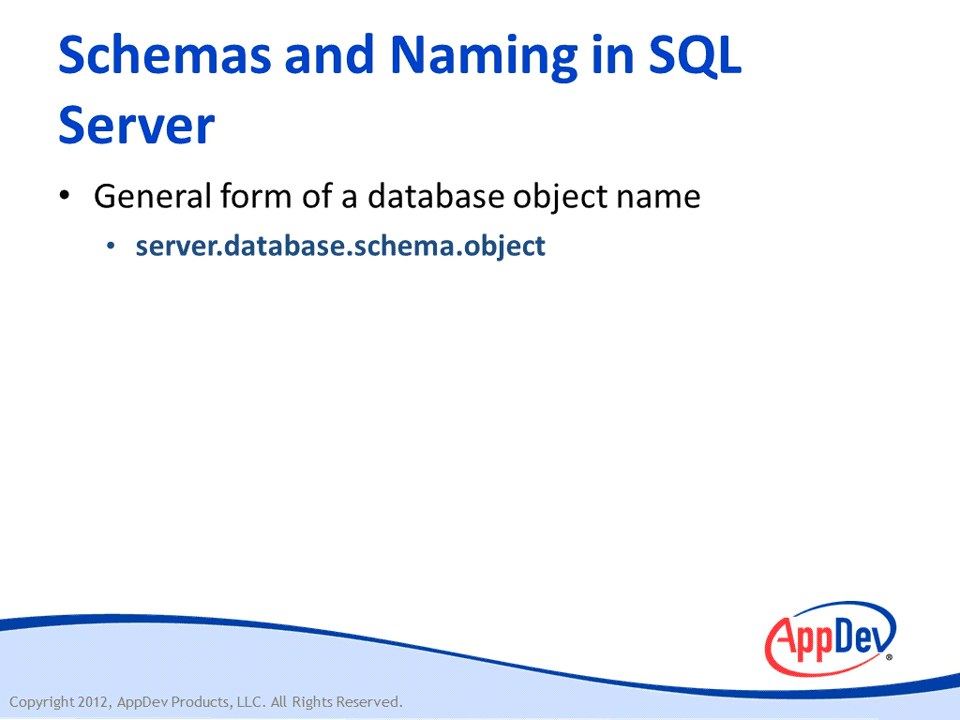 Schemas and Naming in SQL
Server
• General form of a database object name
• server.database.schema.object
AppDev®
Copyright 2012, AppDev Products, LLC. All Rights Reserved.